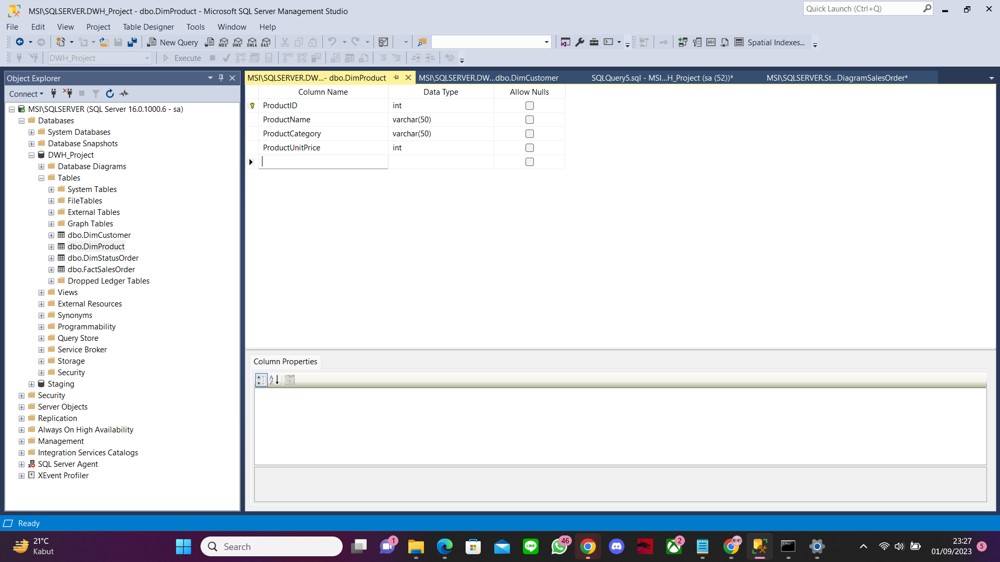 MSI\SQLSERVER.DWH_Project - dbo.DimProduct - Microsoft SQL Server Management Studio
Quick Launch (Ctrl+Q)
File Edit View Project Table Designer Tools Window Help
New Query MDX DMX XMLA DAX Spatial Indexes...
DWH_Project Execute
Object Explorer
Connect
MSI\SQLSERVER (SQL Server 16.0.1000.6 - sa)
Databases
System Databases
Database Snapshots
DWH_Project
Database Diagrams
Tables
System Tables
FileTables
External Tables
Graph Tables
dbo.DimCustomer
dbo.DimProduct
dbo.DimStatusOrder
dbo.FactSalesOrder
Dropped Ledger Tables
Views
External Resources
Synonyms
Programmability
Query Store
Service Broker
Storage
Security
Staging
Security
Server Objects
Replication
Always On High Availability
Management
Integration Services Catalogs
SQL Server Agent
XEvent Profiler
MSI\SQLSERVER.DW...- dbo.DimProduct MSI\SQLSERVER.DW...dbo.DimCustomer SQLQuery5.sql - MSI...H_Project (sa (52))* MSI\SQLSERVER.St...DiagramSalesOrder*
Column Name Data Type Allow Nulls
ProductID int
ProductName varchar(50)
ProductCategory varchar(50)
ProductUnitPrice int
Column Properties
Ready
21°C
Kabut
Search
1
LINE
46
2
23:27
01/09/2023
5